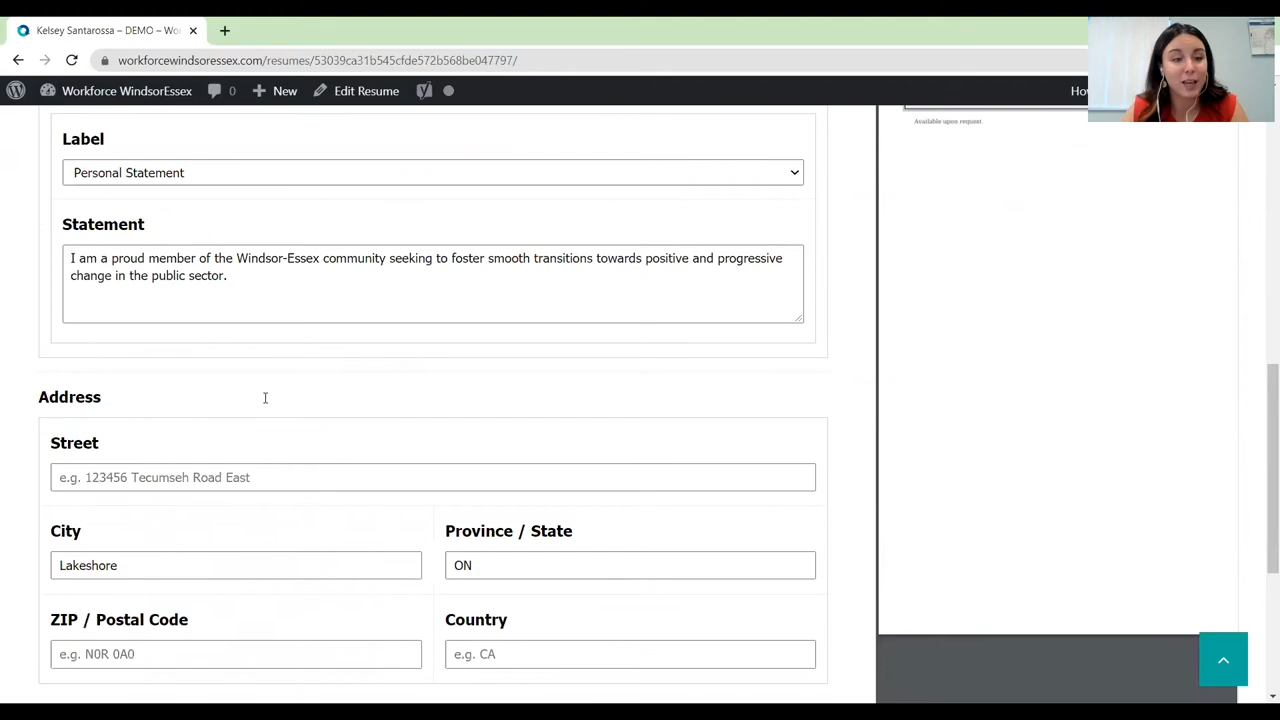 Kelsey Santarossa – DEMO – Wo
workforcewindsoressex.com/resumes/53039ca31b545cfde572b568be047797/
Workforce WindsorEssex 0 New Edit Resume How
Available upon request.
Label
Personal Statement
Statement
I am a proud member of the Windsor-Essex community seeking to foster smooth transitions towards positive and progressive
change in the public sector.
Address
Street
e.g. 123456 Tecumseh Road East
City Province / State
Lakeshore ON
ZIP / Postal Code Country
e.g. N0R 0A0 e.g. CA